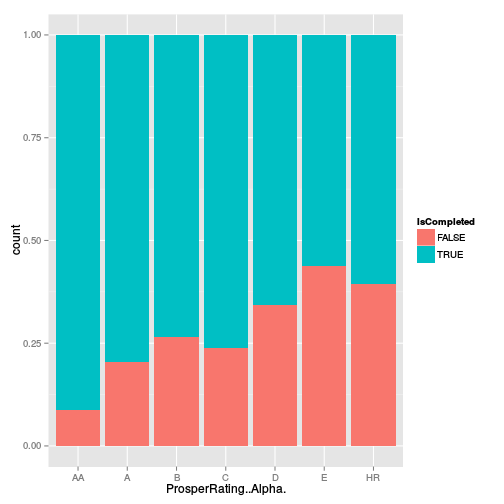 1.00
0.75
0.50
0.25
0.00
count
AA A B C D E HR
ProsperRating..Alpha.
IsCompleted
FALSE
TRUE